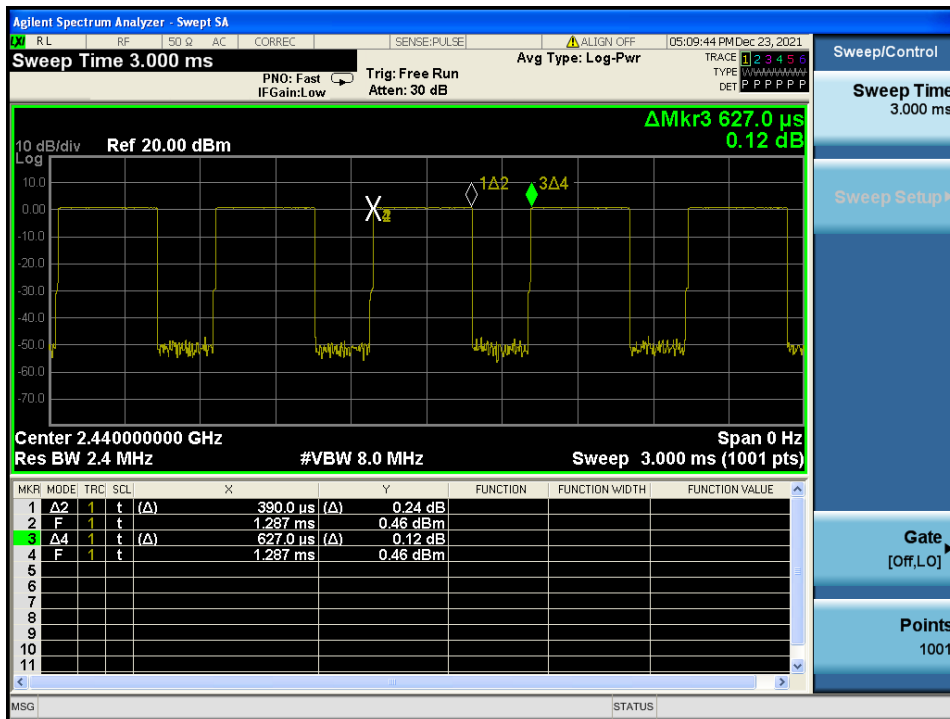 Agilent Spectrum Analyzer - Swept SA
LXI RL RF 50 Ω AC CORREC SENSE:PULSE ALIGN OFF 05:09:44 PM Dec 23, 2021
Sweep Time 3.000 ms
PNO: Fast
IFGain:Low
Trig: Free Run
Atten: 30 dB
Avg Type: Log-Pwr
TRACE 1 2 3 4 5 6
TYPE
DET P P P P P P
ΔMkr3 627.0 µs
0.12 dB
10 dB/div Ref 20.00 dBm
Log
10.0
0.00
-10.0
-20.0
-30.0
-40.0
-50.0
-60.0
-70.0
1Δ2
3Δ4
Center 2.440000000 GHz Span 0 Hz
Res BW 2.4 MHz #VBW 8.0 MHz Sweep 3.000 ms (1001 pts)
MKR MODE TRC SCL X Y FUNCTION FUNCTION WIDTH FUNCTION VALUE
1 Δ2 1 t (Δ) 390.0 µs (Δ) 0.24 dB
2 F 1 t 1.287 ms 0.46 dBm
3 Δ4 1 t (Δ) 627.0 µs (Δ) 0.12 dB
4 F 1 t 1.287 ms 0.46 dBm
5
6
7
8
9
10
11
MSG STATUS
Sweep/Control
Sweep Time
3.000 ms
Sweep Setup
Gate
[Off,LO]
Points
1001